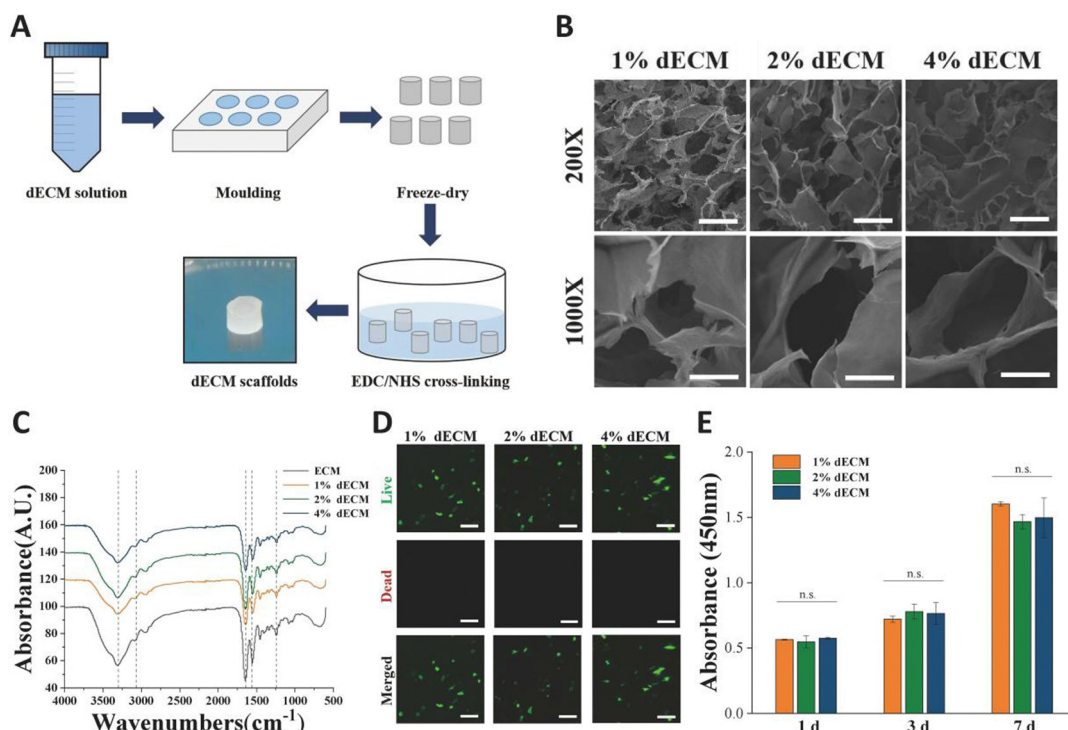 A
dECM solution
Moulding
Freeze-dry
dECM scaffolds
EDC/NHS cross-linking
B
1% dECM 2% dECM 4% dECM
200X
1000X
C
Absorbance(A.U.)
200
180
160
140
120
100
80
60
40
ECM
1% dECM
2% dECM
4% dECM
4000 3500 3000 2500 2000 1500 1000
Wavenumbers(cm⁻¹)
D
1% dECM 2% dECM 4% dECM
Live
Dead
Merged
E
Absorbance (450nm)
2.0
1.5
1.0
0.5
0.0
1% dECM
2% dECM
4% dECM
n.s.
n.s.
n.s.
1 d 3 d 7 d